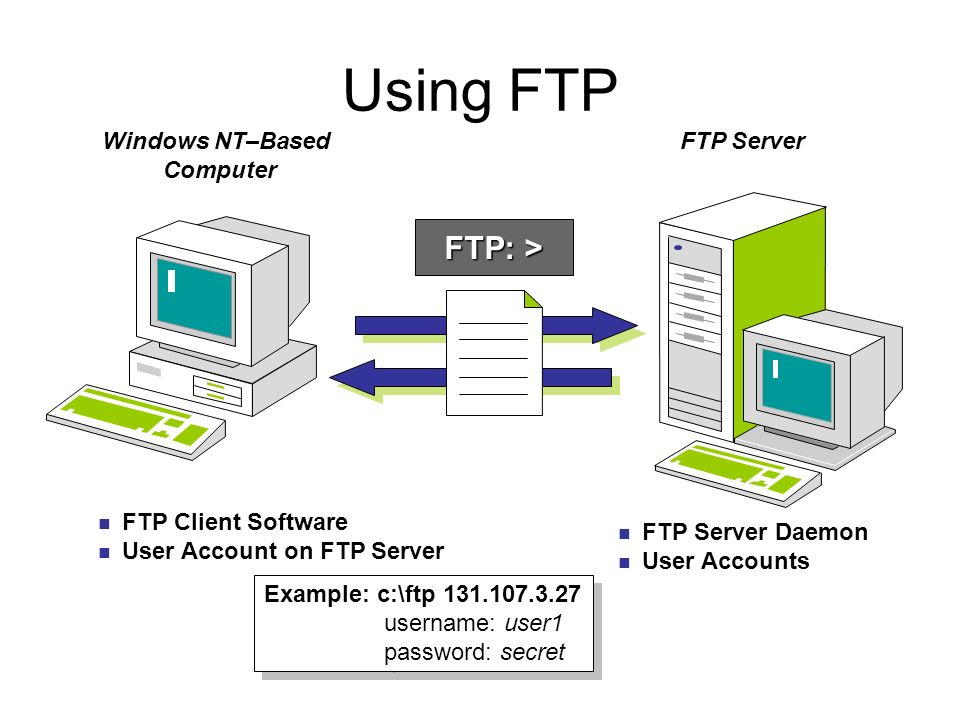 Using FTP
Windows NT–Based
Computer
FTP Server
FTP: >
FTP Client Software
User Account on FTP Server
FTP Server Daemon
User Accounts
Example: c:\ftp 131.107.3.27
username: user1
password: secret